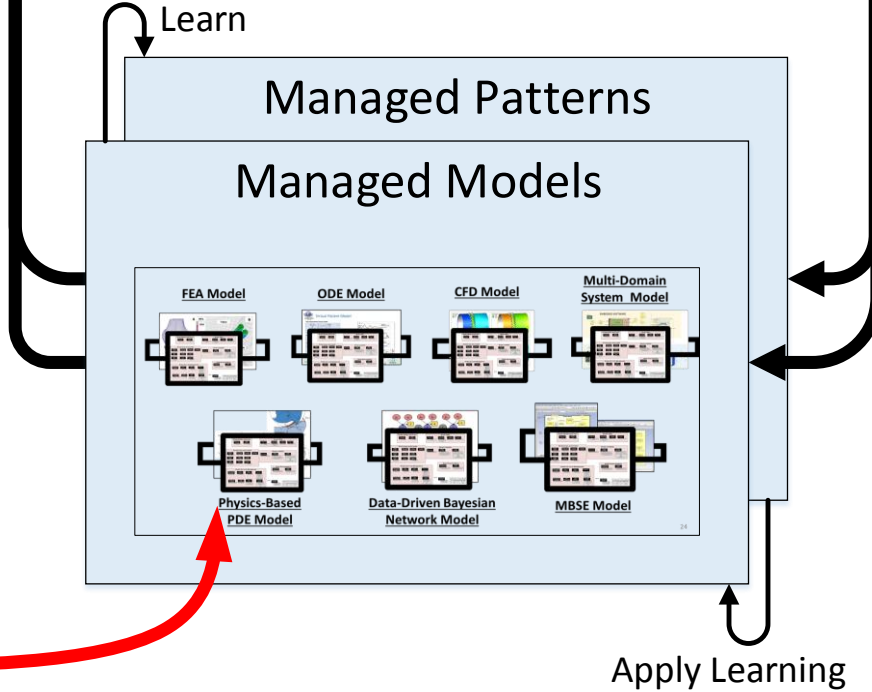 Learn
Managed Patterns
Managed Models
FEA Model
ODE Model
CFD Model
Multi-Domain
System Model
Physics-Based
PDE Model
Data-Driven Bayesian
Network Model
MBSE Model
24
Apply Learning